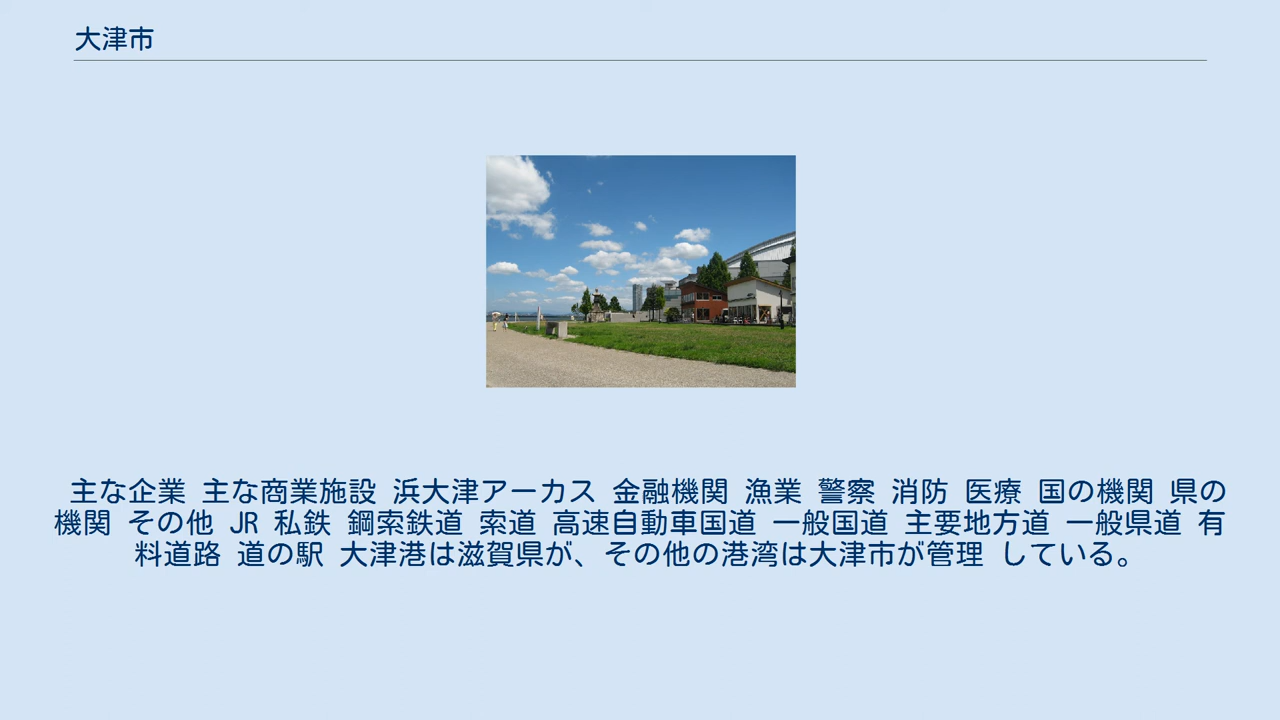 大津市
主な企業 主な商業施設 浜大津アーカス 金融機関 漁業 警察 消防 医療 国の機関 県の
機関 その他 JR 私鉄 鋼索鉄道 索道 高速自動車国道 一般国道 主要地方道 一般県道 有
料道路 道の駅 大津港は滋賀県が、その他の港湾は大津市が管理 している。